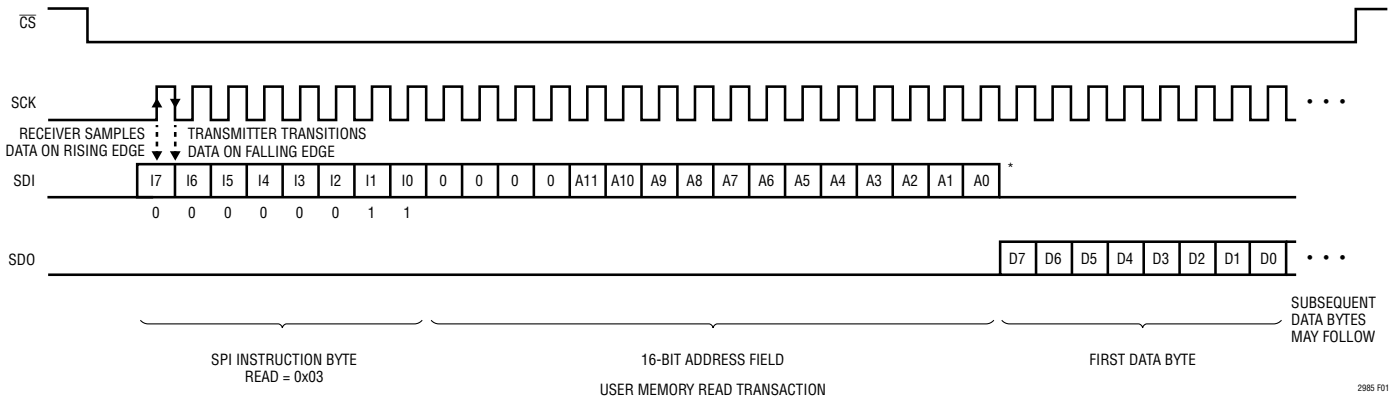 CS
SCK
• • •
RECEIVER SAMPLES
DATA ON RISING EDGE
TRANSMITTER TRANSITIONS
DATA ON FALLING EDGE
SDI
I7 I6 I5 I4 I3 I2 I1 I0 0 0 0 0 A11 A10 A9 A8 A7 A6 A5 A4 A3 A2 A1 A0 *
0 0 0 0 0 0 1 1
SDO
D7 D6 D5 D4 D3 D2 D1 D0 • • •
SUBSEQUENT
DATA BYTES
MAY FOLLOW
SPI INSTRUCTION BYTE
READ = 0x03
16-BIT ADDRESS FIELD
FIRST DATA BYTE
USER MEMORY READ TRANSACTION
2985 F01